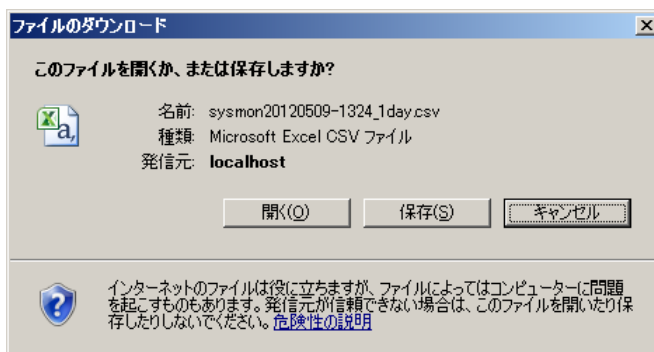 ファイルのダウンロード
このファイルを開くか、または保存しますか?
名前: sysmon20120509-1324_1day.csv
種類: Microsoft Excel CSV ファイル
発信元: localhost
開く(O) 保存(S) キャンセル
インターネットのファイルは役に立ちますが、ファイルによってはコンピューターに問題
を起こすものもあります。発信元が信頼できない場合は、このファイルを開いたり保
存したりしないでください。危険性の説明